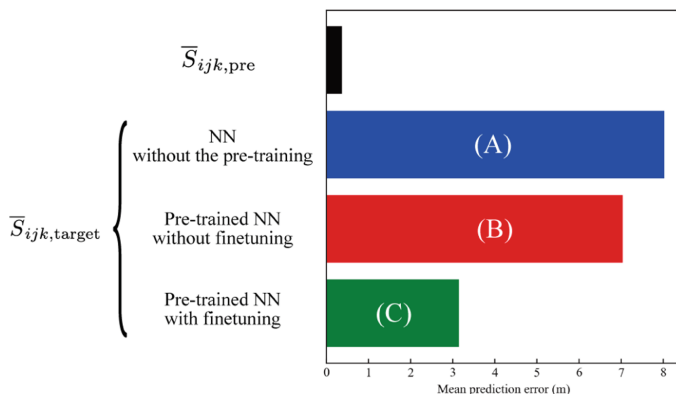 S̅ijk,pre
NN
without the pre-training
(A)
S̅ijk,target
Pre-trained NN
without finetuning
(B)
Pre-trained NN
with finetuning
(C)
0 1 2 3 4 5 6 7 8
Mean prediction error (m)